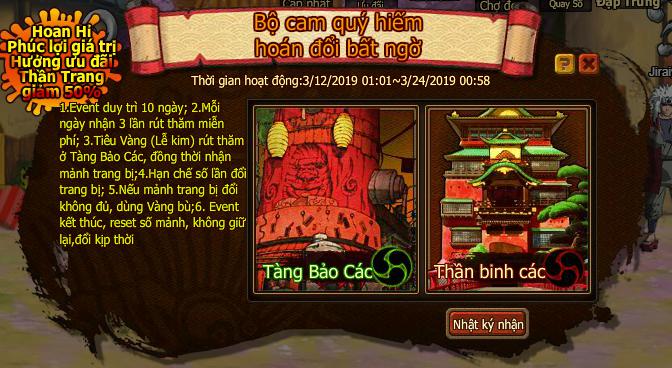 Cập nhật
Ưu đãi
Chợ đe
Quay Số
Đập Trứng
Bộ cam quý hiếm
hoán đổi bất ngờ
Hoan Hỉ
Phúc lợi giá trị
Hưởng ưu đãi
Thần Trang
giảm 50%
Thời gian hoạt động:3/12/2019 01:01~3/24/2019 00:58
?
Jirai
1.Event duy trì 10 ngày; 2.Mỗi
ngày nhận 3 lần rút thăm miễn
phí; 3.Tiêu Vàng (Lễ kim) rút thăm
ở Tàng Bảo Các, đồng thời nhận
mảnh trang bị;4.Hạn chế số lần đổi
trang bị; 5.Nếu mảnh trang bị đổi
không đủ, dùng Vàng bù;6. Event
kết thúc, reset số mảnh, không giữ
lại,đổi kịp thời
Tàng Bảo Các
Thần binh các
Nhật ký nhận